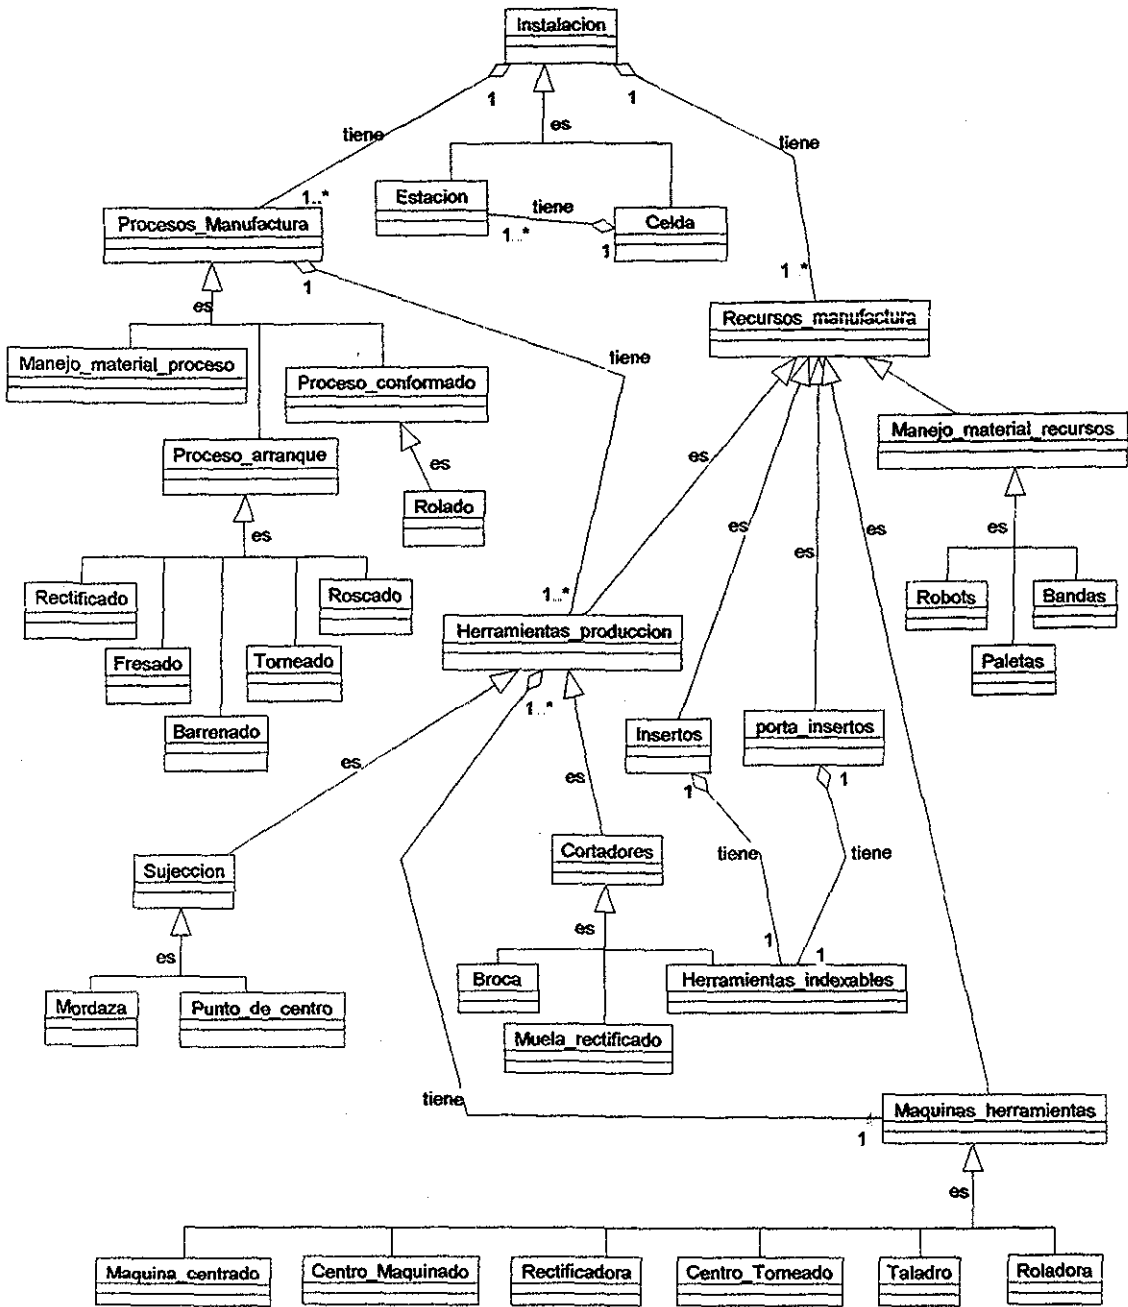 Instalacion
1
1
es
tiene
tiene
1..*
Estacion
tiene
1..*
1
Celda
Procesos_Manufactura
1
1..*
es
Recursos_manufactura
Manejo_material_proceso
Proceso_conformado
tiene
Manejo_material_recursos
Proceso_arranque
es
es
Rolado
es
es
es
es
es
Rectificado
Roscado
Robots
Bandas
1..*
Herramientas_produccion
Fresado
Torneado
Paletas
1..*
Barrenado
Insertos
porta_insertos
es
es
1
1
Cortadores
tiene
tiene
Sujeccion
es
es
1
1
Broca
Herramientas_indexables
Mordaza
Punto_de_centro
Muela_rectificado
tiene
Maquinas_herramientas
1
es
Maquina_centrado
Centro_Maquinado
Rectificadora
Centro_Torneado
Taladro
Roladora